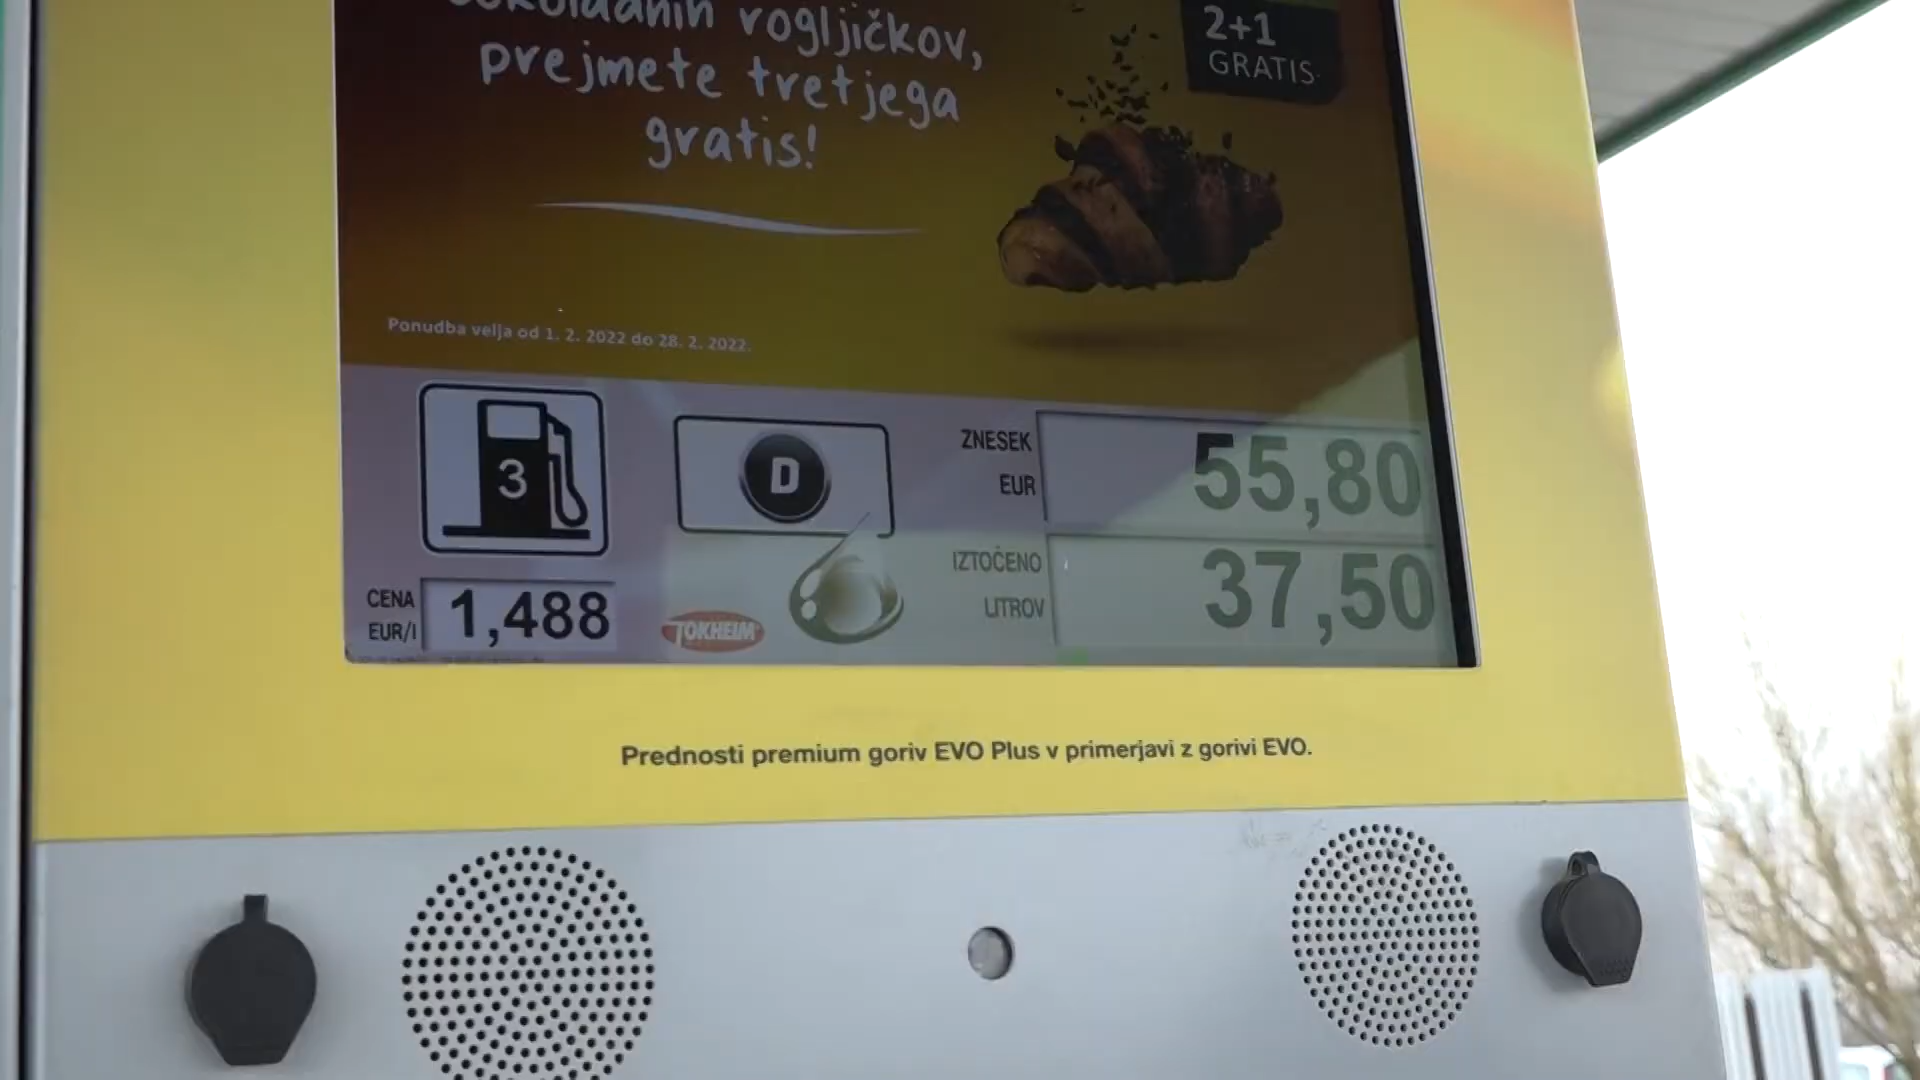 rogljičkov,
prejmete tretjega
gratis!
2+1
GRATIS
Ponudba velja od 1. 2. 2022 do 28. 2. 2022.
3
D
ZNESEK
EUR
55,80
IZTOČENO
LITROV
37,50
CENA
EUR/l
1,488
TOKHEIM
Prednosti premium goriv EVO Plus v primerjavi z gorivi EVO.